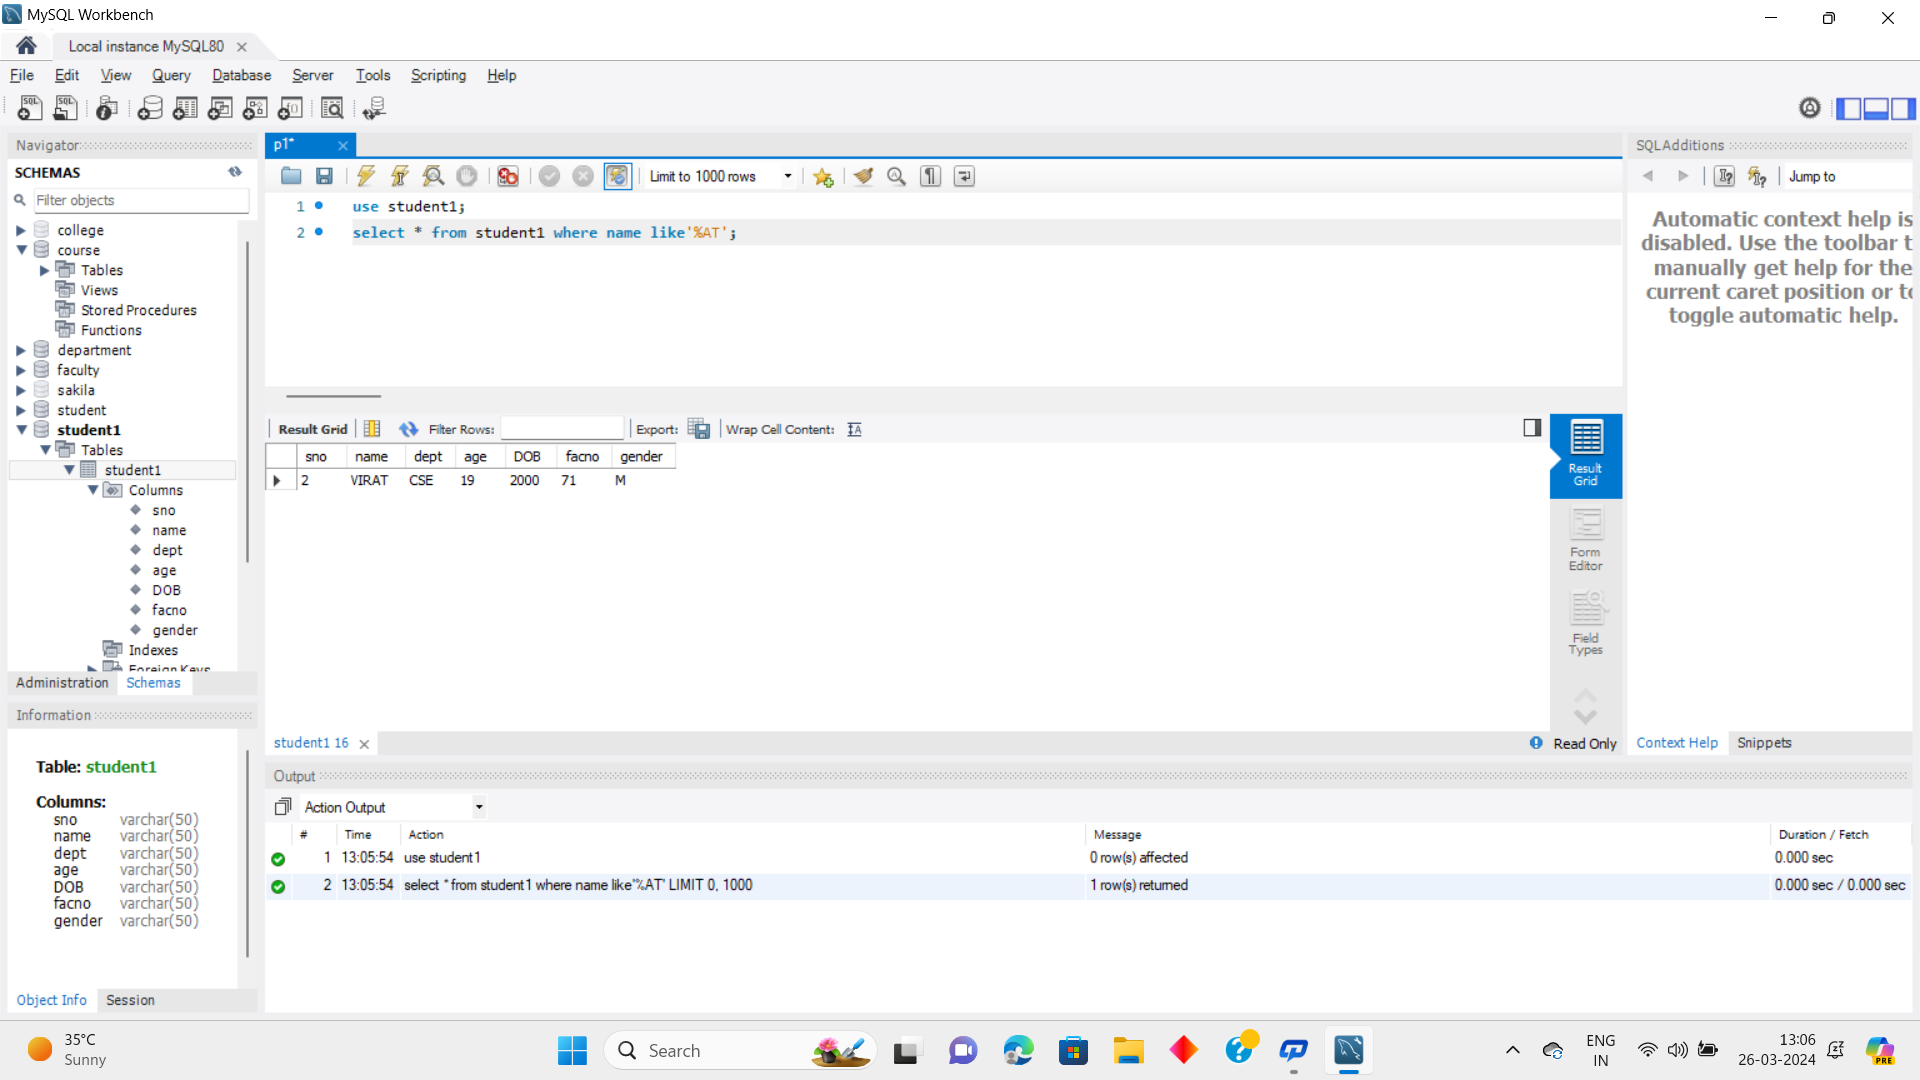 MySQL Workbench
Local instance MySQL80
File Edit View Query Database Server Tools Scripting Help
Navigator
SCHEMAS
Filter objects
college
course
Tables
Views
Stored Procedures
Functions
department
faculty
sakila
student
student1
Tables
student1
Columns
sno
name
dept
age
DOB
facno
gender
Indexes
Foreign Keys
Administration Schemas
Information
Table: student1
Columns:
sno varchar(50)
name varchar(50)
dept varchar(50)
age varchar(50)
DOB varchar(50)
facno varchar(50)
gender varchar(50)
Object Info Session
p1*
Limit to 1000 rows
1 use student1;
2 select * from student1 where name like'%AT';
Result Grid Filter Rows: Export: Wrap Cell Content:
sno name dept age DOB facno gender
2 VIRAT CSE 19 2000 71 M
Result
Grid
Form
Editor
Field
Types
student1 16
Read Only
SQLAdditions
Jump to
Automatic context help is
disabled. Use the toolbar t
manually get help for the
current caret position or to
toggle automatic help.
Context Help Snippets
Output
Action Output
# Time Action Message Duration / Fetch
1 13:05:54 use student1 0 row(s) affected 0.000 sec
2 13:05:54 select * from student1 where name like'%AT' LIMIT 0, 1000 1 row(s) returned 0.000 sec / 0.000 sec
35°C
Sunny
Search
PRE
ENG
IN
13:06
26-03-2024